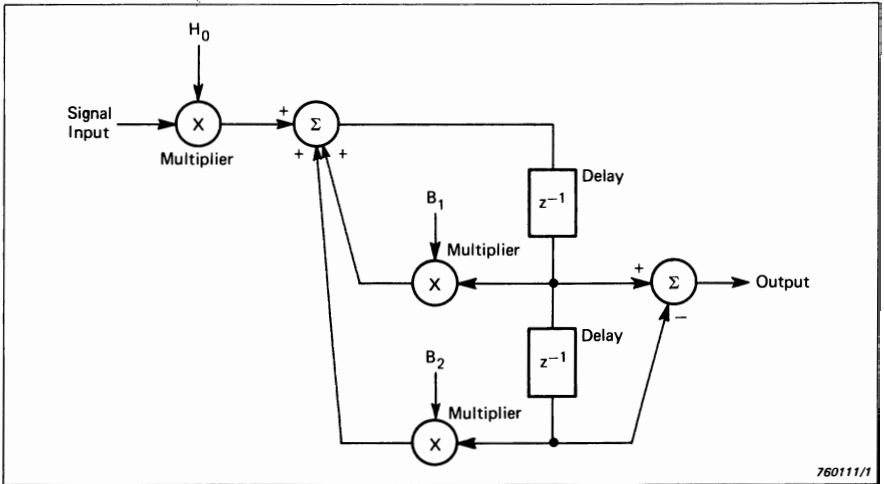 H₀
Signal
Input
X
Multiplier
+
Σ
+
+
Delay
z⁻¹
B₁
Multiplier
X
+
Σ
Output
−
Delay
z⁻¹
B₂
Multiplier
X
760111/1